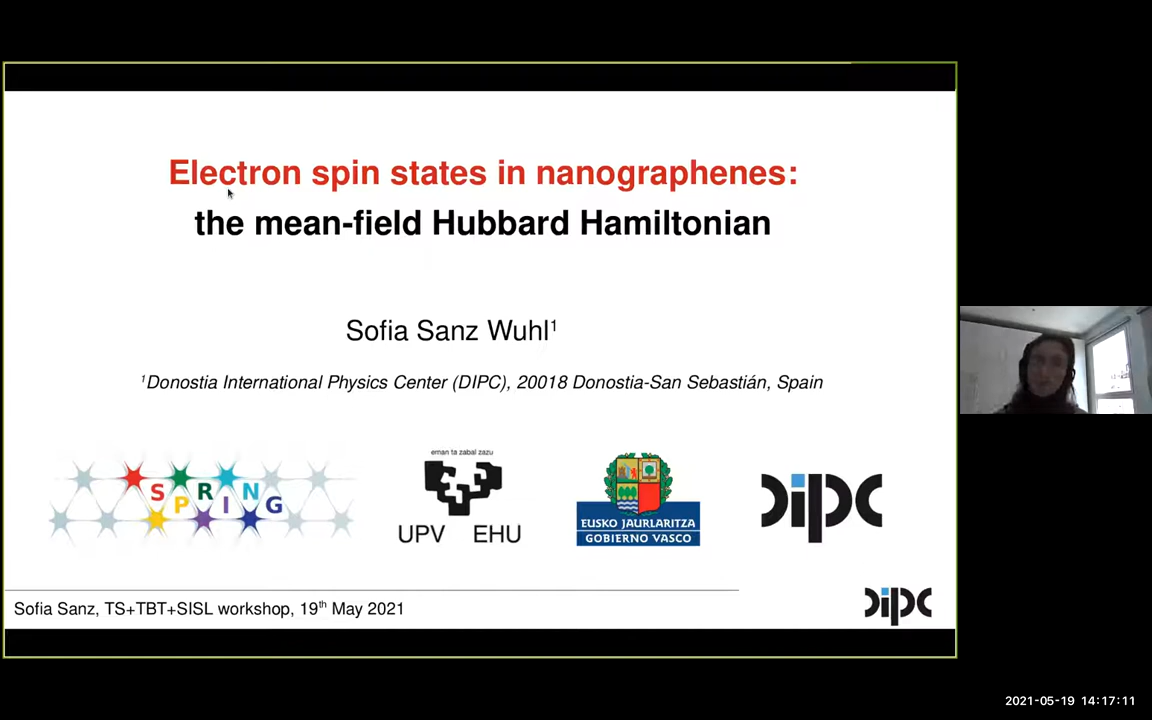 Electron spin states in nanographenes:
the mean-field Hubbard Hamiltonian
Sofia Sanz Wuhl¹
¹Donostia International Physics Center (DIPC), 20018 Donostia-San Sebastián, Spain
SPRING
eman ta zabal zazu
UPV EHU
EUSKO JAURLARITZA
GOBIERNO VASCO
dipc
Sofia Sanz, TS+TBT+SISL workshop, 19th May 2021
dipc
2021-05-19 14:17:11